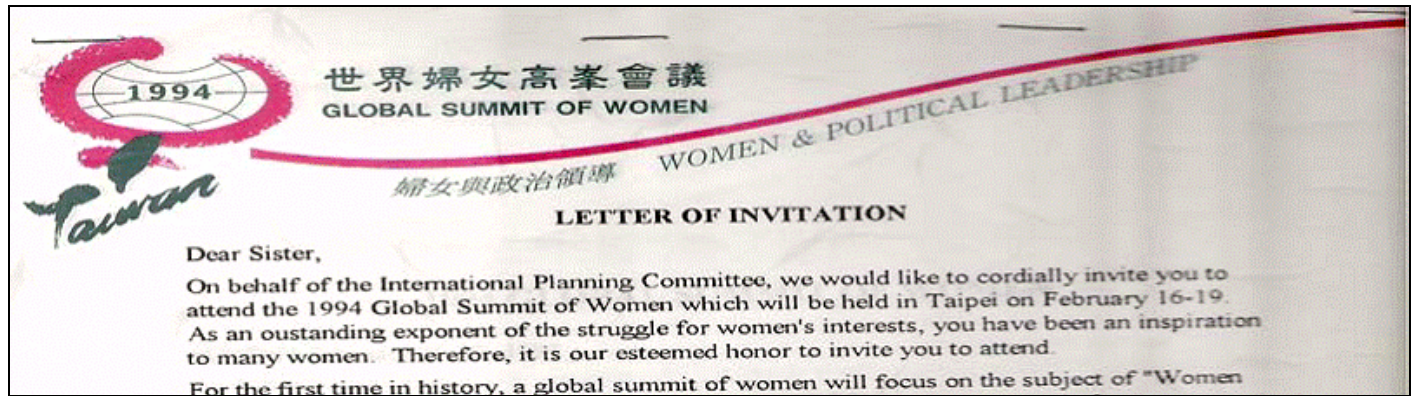 1994
世界婦女高峯會議
GLOBAL SUMMIT OF WOMEN
Taiwan
婦女與政治領導 WOMEN & POLITICAL LEADERSHIP
LETTER OF INVITATION
Dear Sister,
On behalf of the International Planning Committee, we would like to cordially invite you to
attend the 1994 Global Summit of Women which will be held in Taipei on February 16-19.
As an oustanding exponent of the struggle for women's interests, you have been an inspiration
to many women. Therefore, it is our esteemed honor to invite you to attend.
For the first time in history, a global summit of women will focus on the subject of "Women